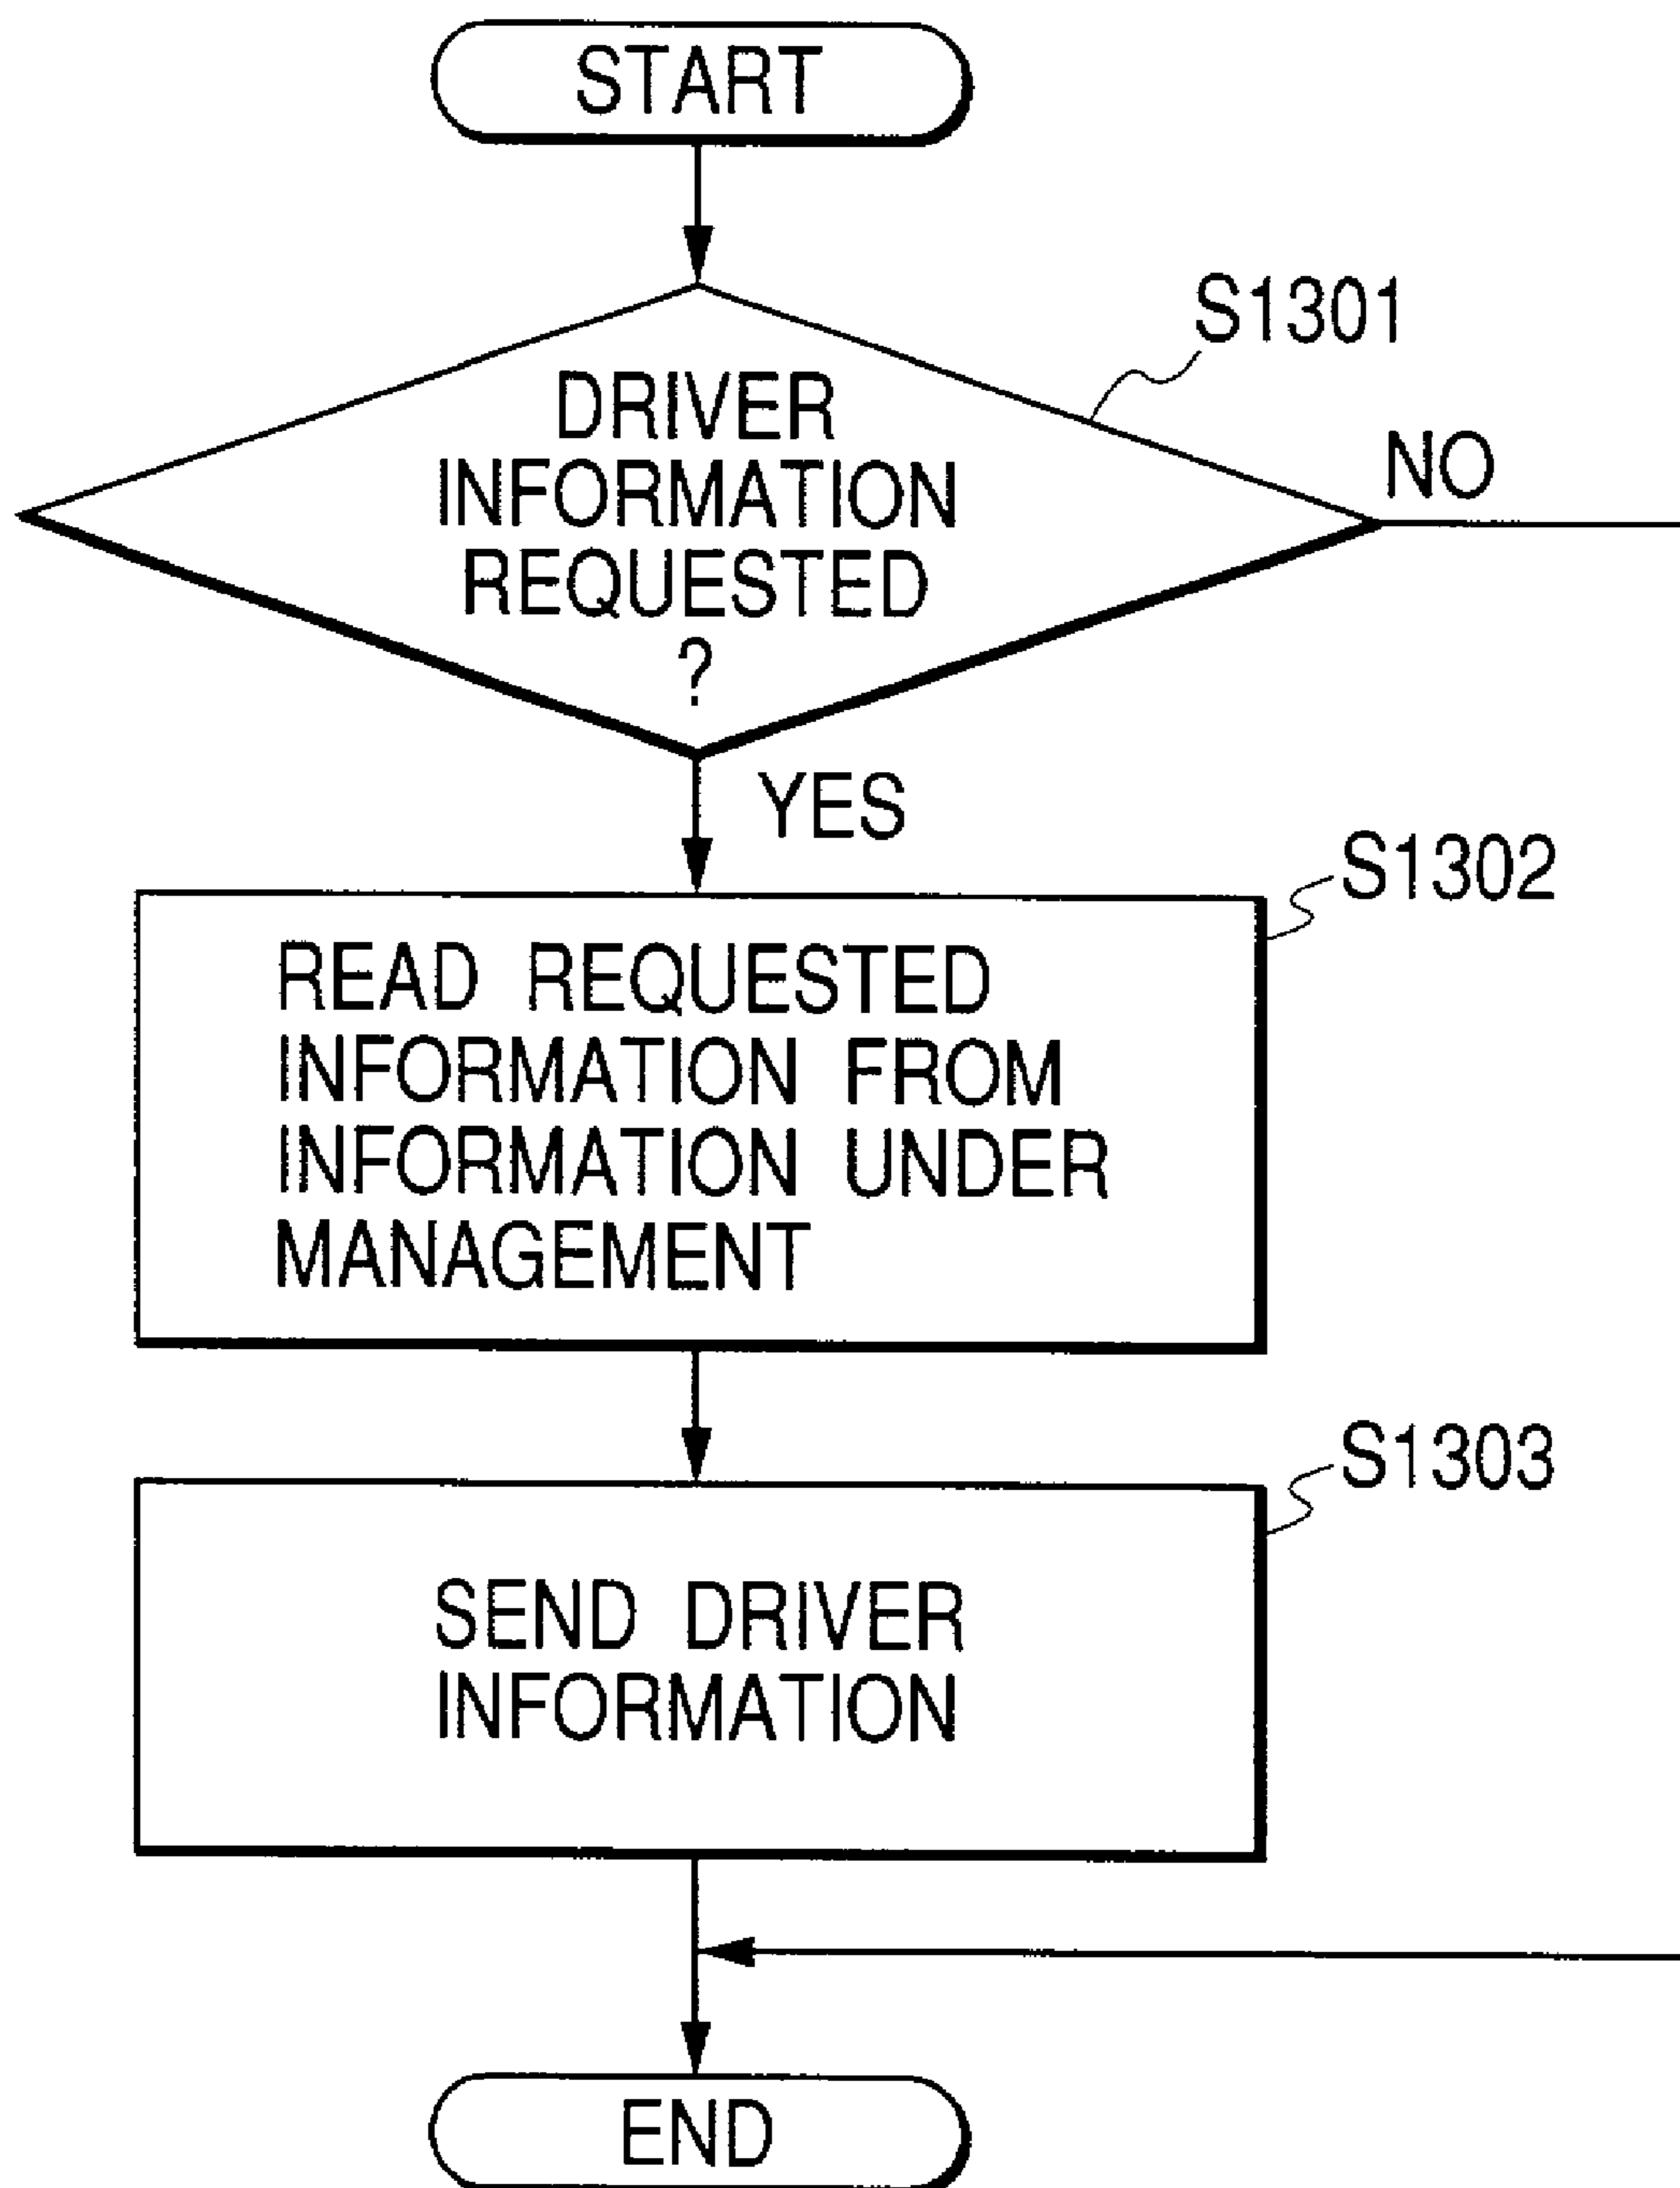 START
S1301
DRIVER
INFORMATION
REQUESTED
?
NO
YES
S1302
READ REQUESTED
INFORMATION FROM
INFORMATION UNDER
MANAGEMENT
S1303
SEND DRIVER
INFORMATION
END